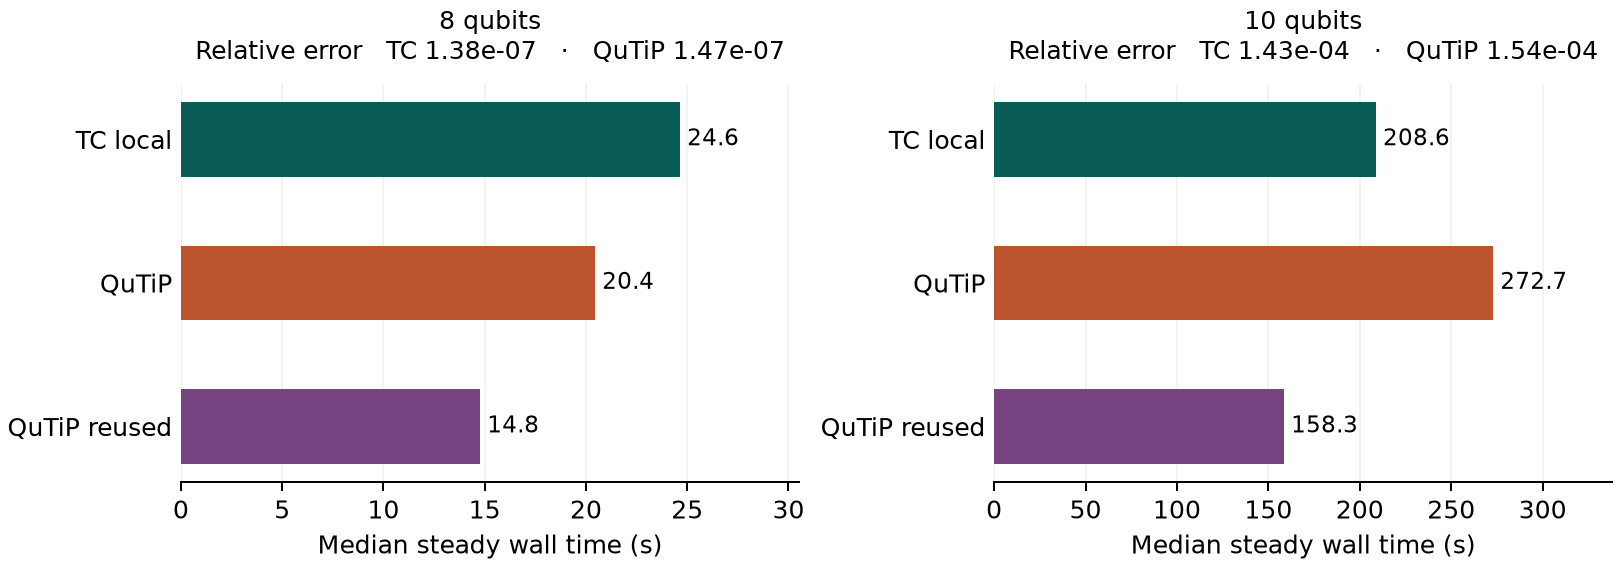 8 qubits
Relative error TC 1.38e-07 · QuTiP 1.47e-07
TC local
24.6
QuTiP
20.4
QuTiP reused
14.8
0 5 10 15 20 25 30
Median steady wall time (s)
10 qubits
Relative error TC 1.43e-04 · QuTiP 1.54e-04
TC local
208.6
QuTiP
272.7
QuTiP reused
158.3
0 50 100 150 200 250 300
Median steady wall time (s)